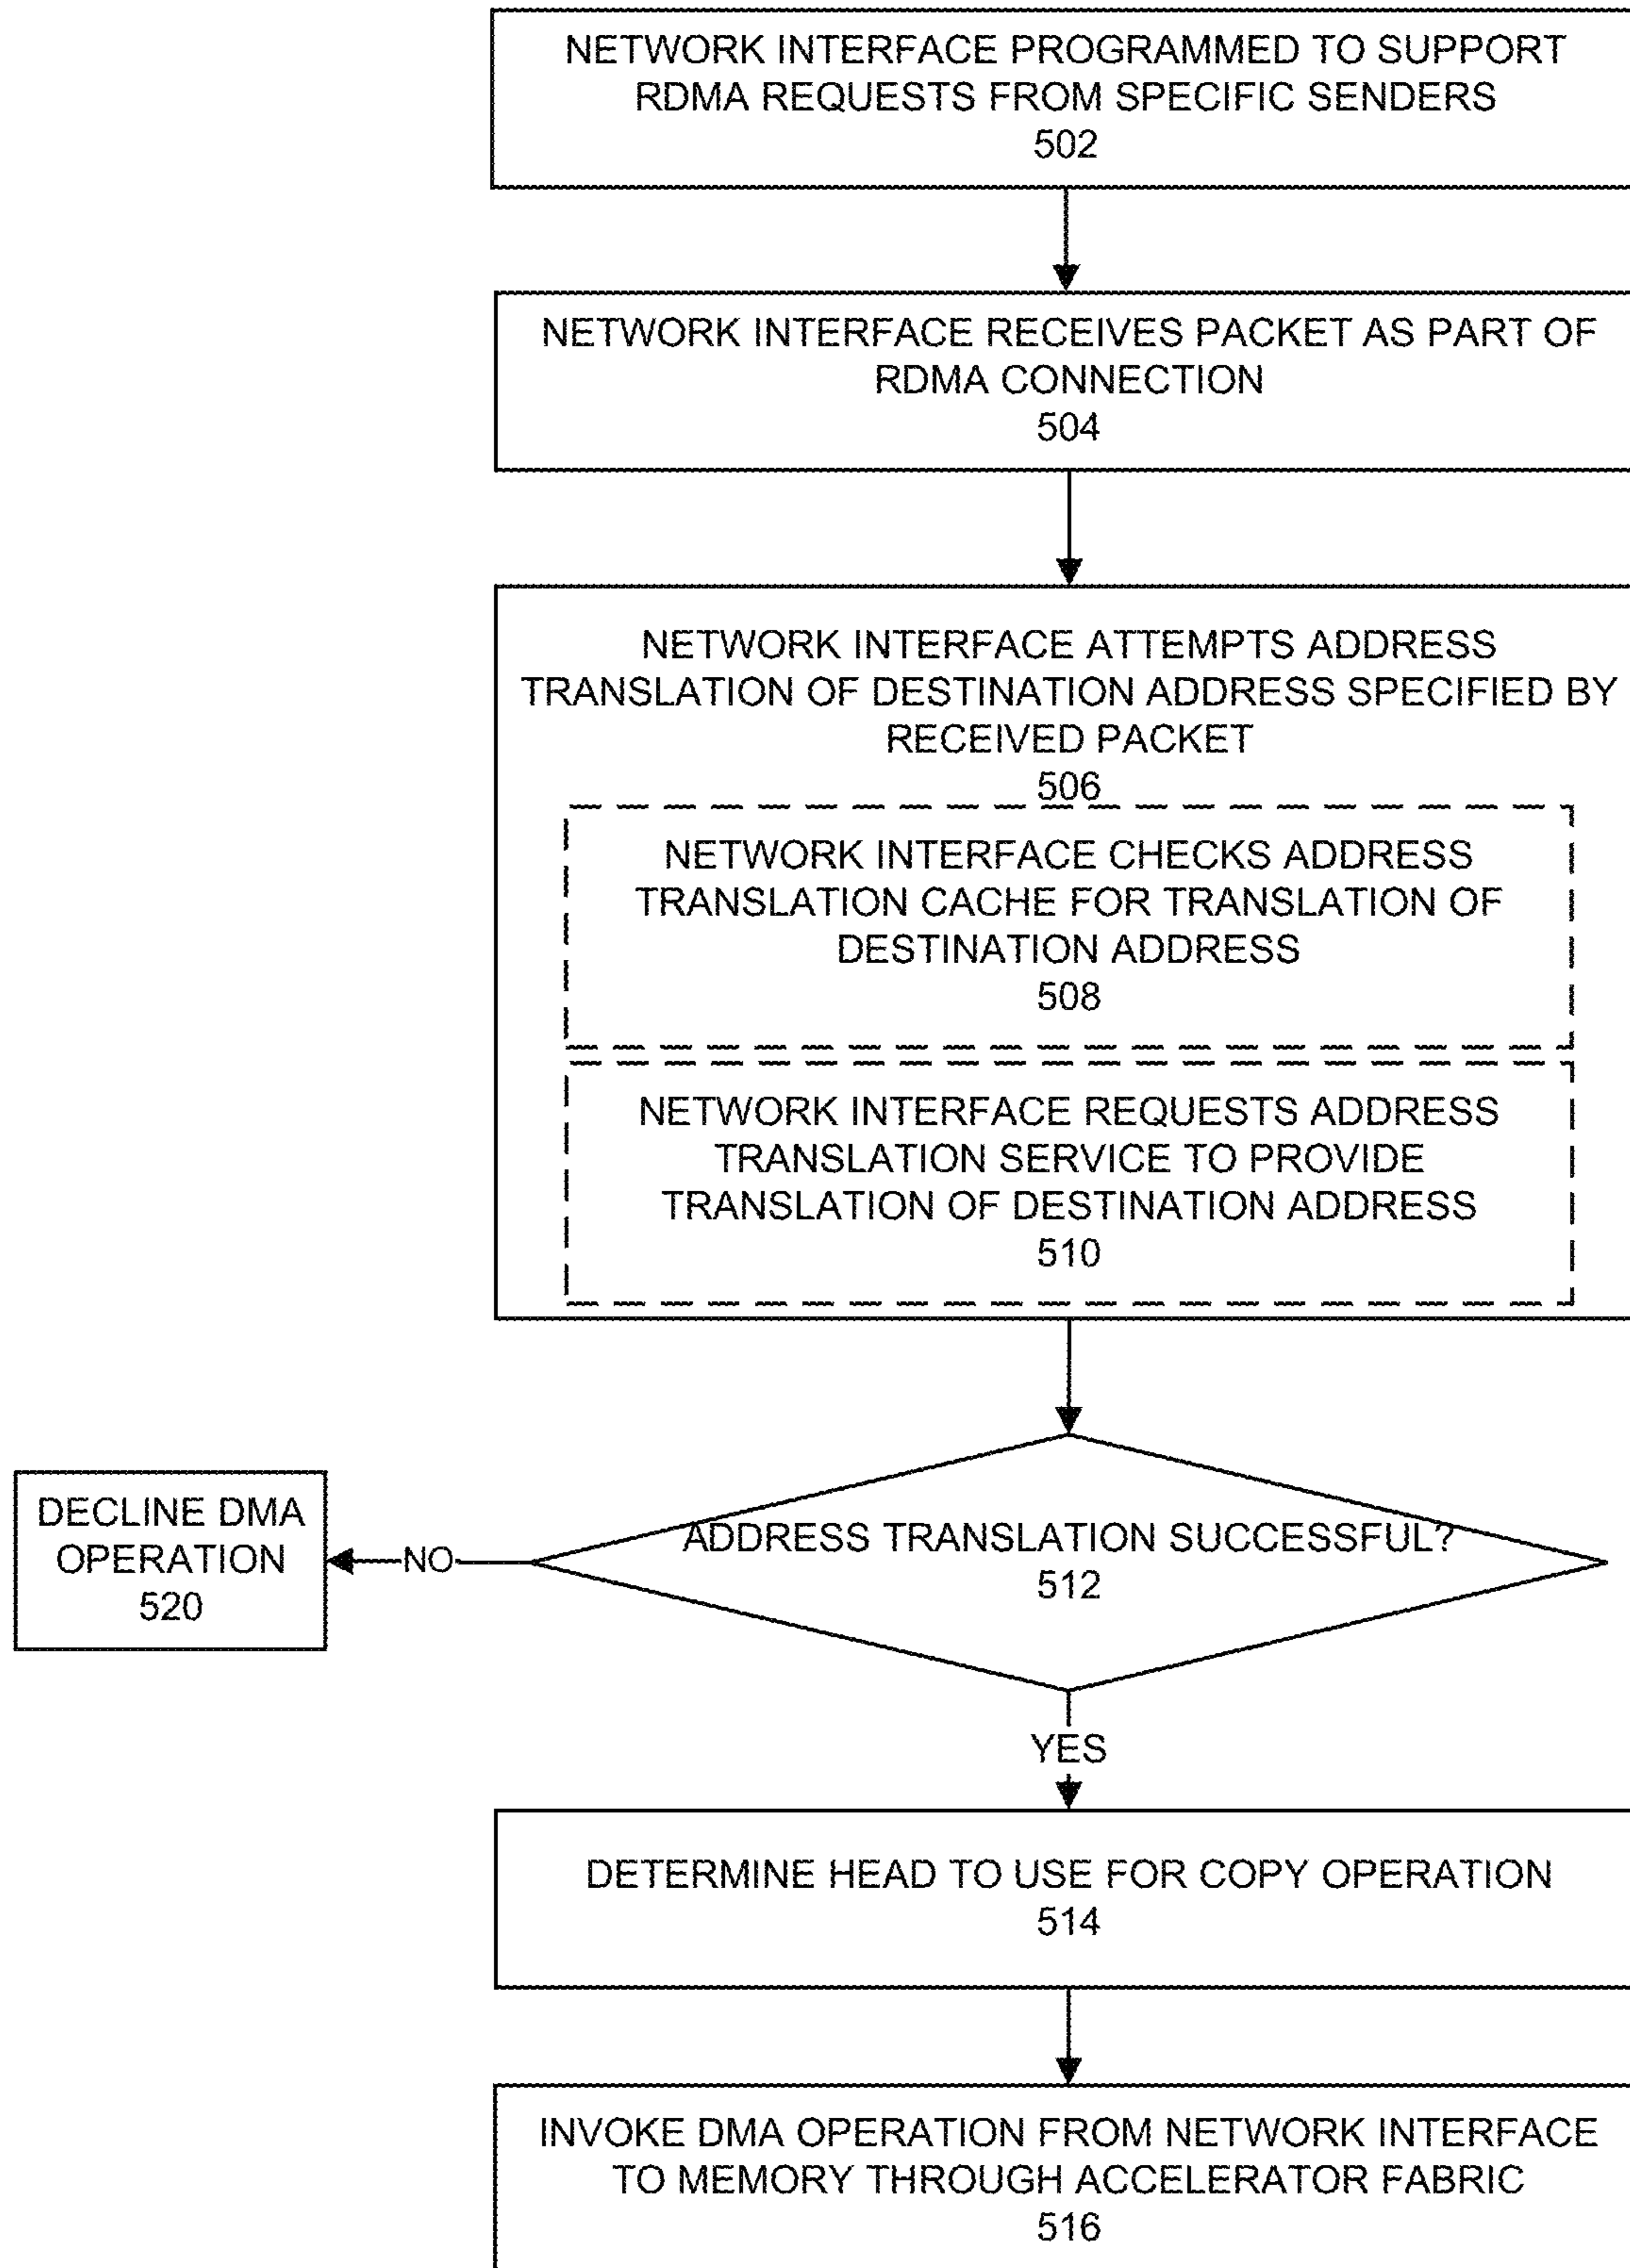 NETWORK INTERFACE PROGRAMMED TO SUPPORT
RDMA REQUESTS FROM SPECIFIC SENDERS
502
NETWORK INTERFACE RECEIVES PACKET AS PART OF
RDMA CONNECTION
504
NETWORK INTERFACE ATTEMPTS ADDRESS
TRANSLATION OF DESTINATION ADDRESS SPECIFIED BY
RECEIVED PACKET
506
NETWORK INTERFACE CHECKS ADDRESS
TRANSLATION CACHE FOR TRANSLATION OF
DESTINATION ADDRESS
508
NETWORK INTERFACE REQUESTS ADDRESS
TRANSLATION SERVICE TO PROVIDE
TRANSLATION OF DESTINATION ADDRESS
510
ADDRESS TRANSLATION SUCCESSFUL?
512
NO
DECLINE DMA
OPERATION
520
YES
DETERMINE HEAD TO USE FOR COPY OPERATION
514
INVOKE DMA OPERATION FROM NETWORK INTERFACE
TO MEMORY THROUGH ACCELERATOR FABRIC
516